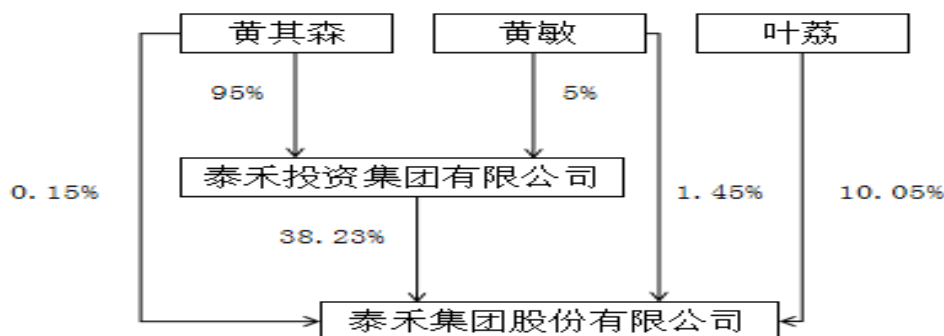 黄其森 黄敏 叶荔
95% 5%
泰禾投资集团有限公司
0.15% 1.45% 10.05%
38.23%
泰禾集团股份有限公司